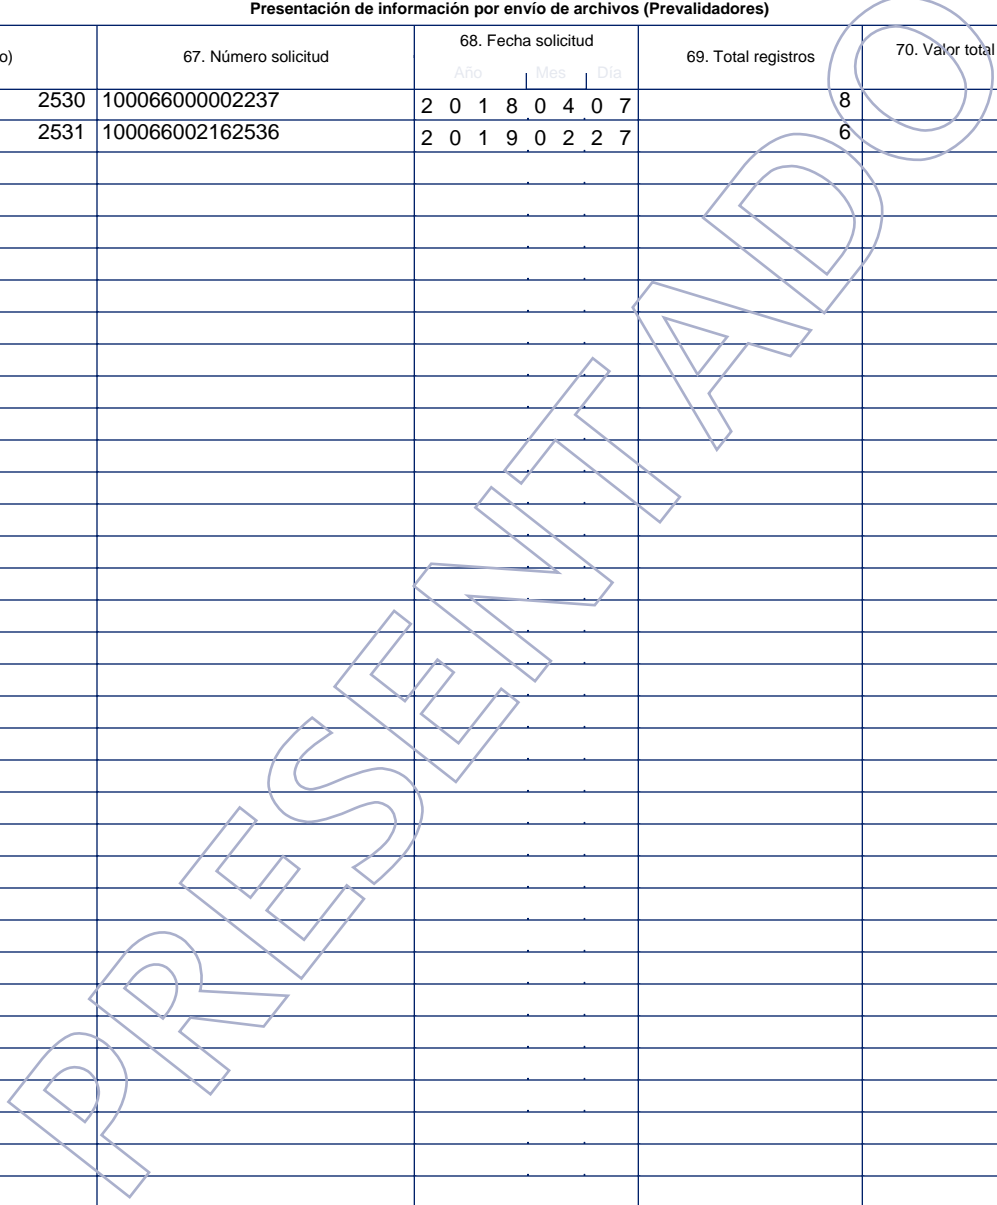 Presentación de información por envío de archivos (Prevalidadores)
o) 67. Número solicitud 68. Fecha solicitud 69. Total registros 70. Valor total
Año Mes Día
2530 100066000002237 2 0 1 8 0 4 0 7 8
2531 100066002162536 2 0 1 9 0 2 2 7 6
PRESENTADO